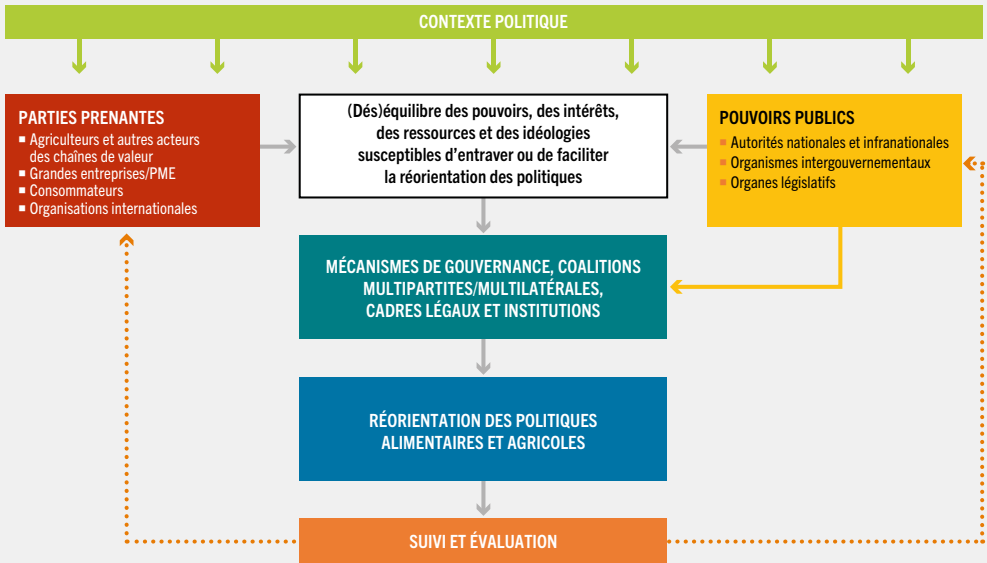 CONTEXTE POLITIQUE
PARTIES PRENANTES
▪ Agriculteurs et autres acteurs
des chaînes de valeur
▪ Grandes entreprises/PME
▪ Consommateurs
▪ Organisations internationales
(Dés)équilibre des pouvoirs, des intérêts,
des ressources et des idéologies
susceptibles d'entraver ou de faciliter
la réorientation des politiques
POUVOIRS PUBLICS
▪ Autorités nationales et infranationales
▪ Organismes intergouvernementaux
▪ Organes législatifs
MÉCANISMES DE GOUVERNANCE, COALITIONS
MULTIPARTITES/MULTILATÉRALES,
CADRES LÉGAUX ET INSTITUTIONS
RÉORIENTATION DES POLITIQUES
ALIMENTAIRES ET AGRICOLES
SUIVI ET ÉVALUATION